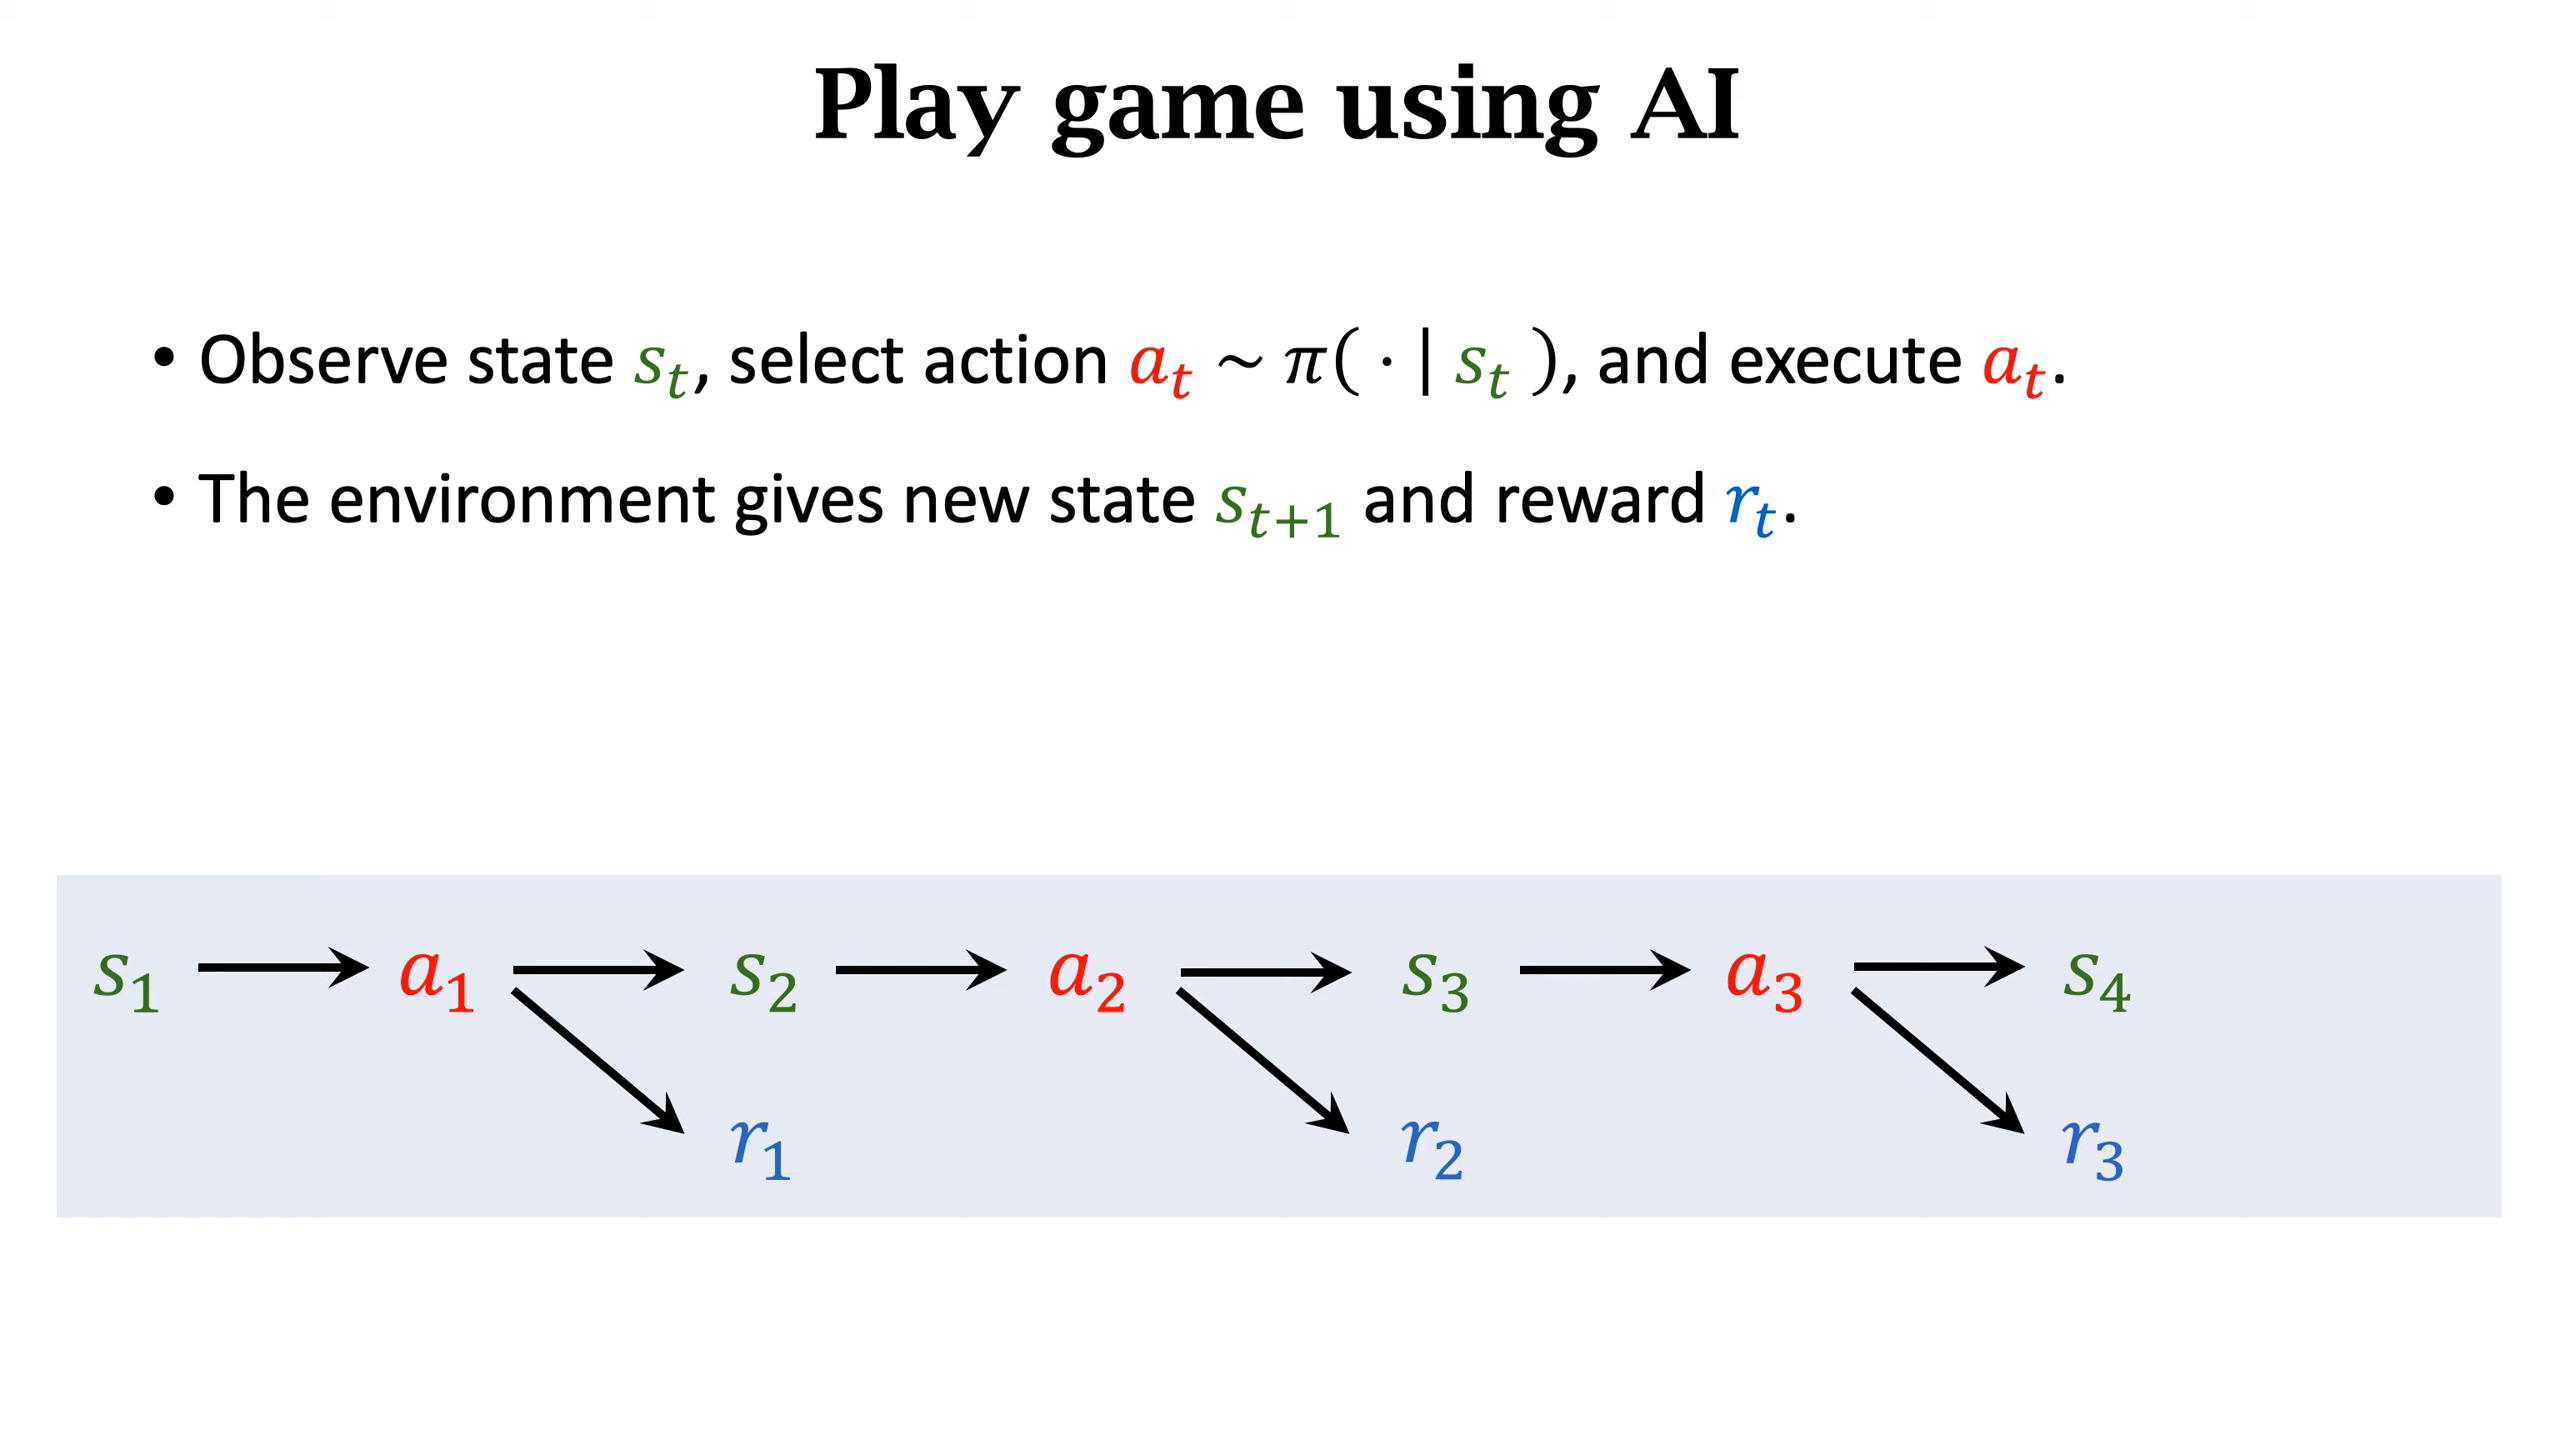 Play game using AI
• Observe state s_t, select action a_t ~ π( · | s_t ), and execute a_t.
• The environment gives new state s_{t+1} and reward r_t.
s_1 → a_1 → s_2 → a_2 → s_3 → a_3 → s_4
r_1 r_2 r_3